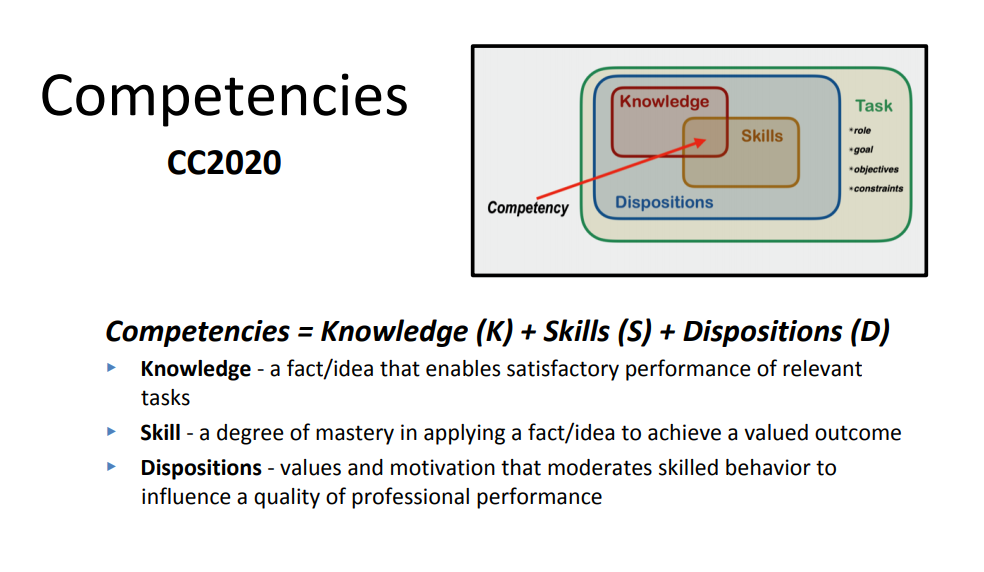 Competencies
CC2020
Knowledge
Skills
Task
*role
*goal
*objectives
*constraints
Competency
Dispositions
Competencies = Knowledge (K) + Skills (S) + Dispositions (D)
Knowledge - a fact/idea that enables satisfactory performance of relevant
tasks
Skill - a degree of mastery in applying a fact/idea to achieve a valued outcome
Dispositions - values and motivation that moderates skilled behavior to
influence a quality of professional performance